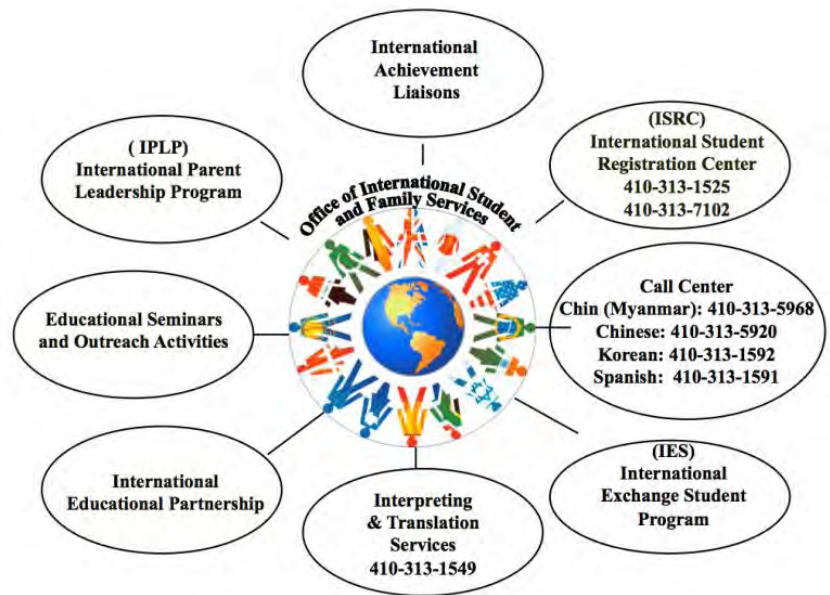 International
Achievement
Liaisons
( IPLP)
International Parent
Leadership Program
(ISRC)
International Student
Registration Center
410-313-1525
410-313-7102
Office of International Student
and Family Services
Educational Seminars
and Outreach Activities
Call Center
Chin (Myanmar): 410-313-5968
Chinese: 410-313-5920
Korean: 410-313-1592
Spanish: 410-313-1591
International
Educational Partnership
Interpreting
& Translation
Services
410-313-1549
(IES)
International
Exchange Student
Program